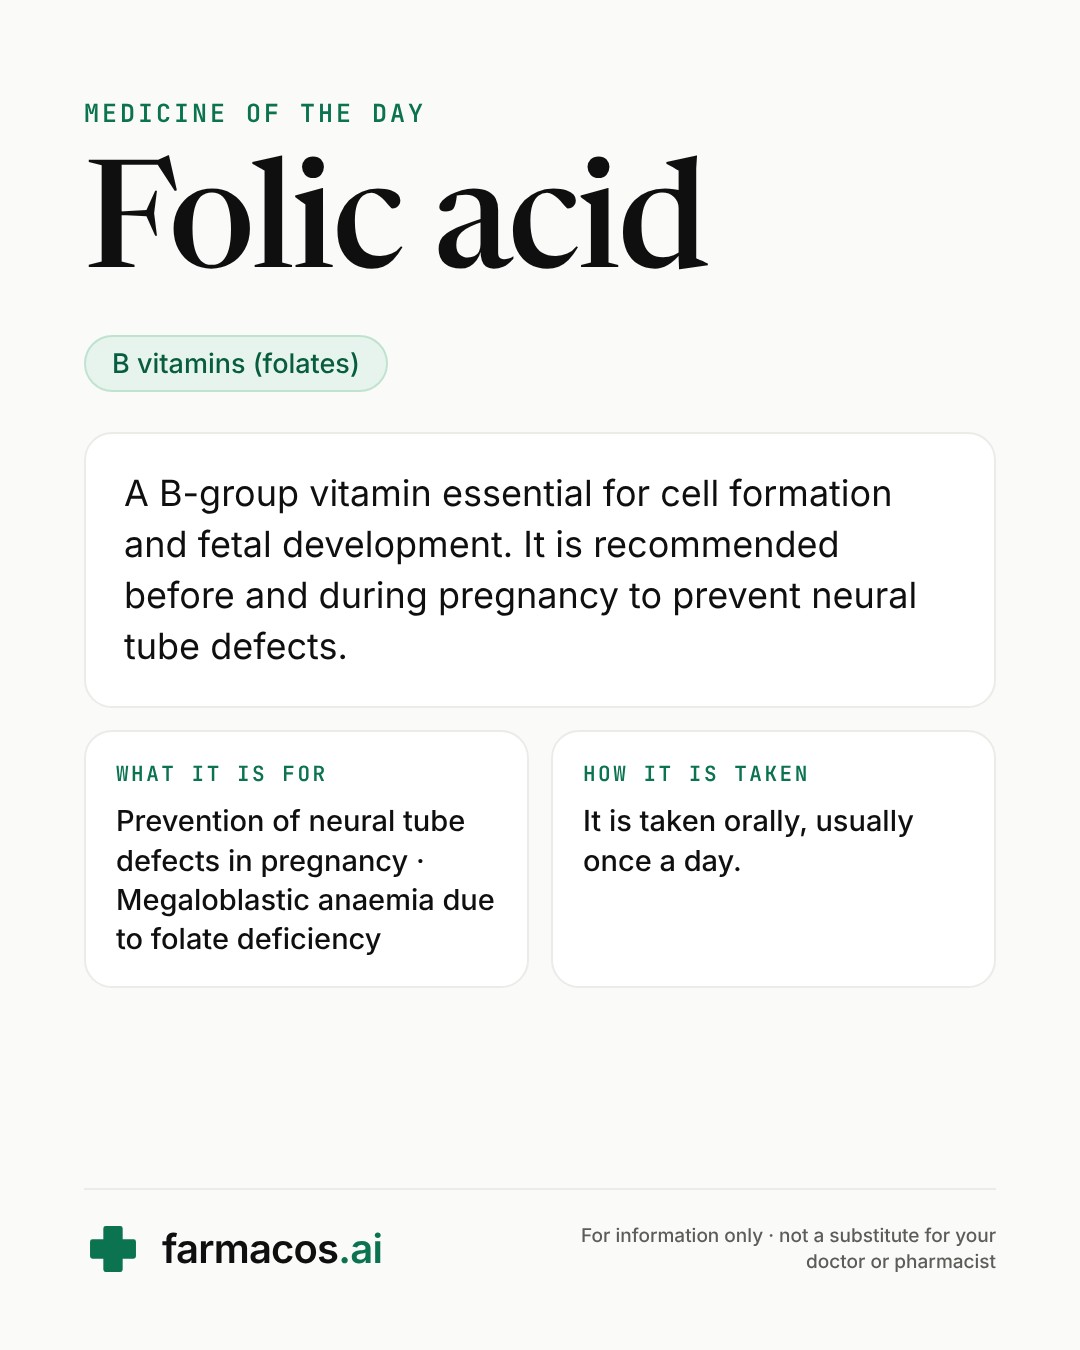 MEDICINE OF THE DAY
Folic acid
B vitamins (folates)
A B-group vitamin essential for cell formation
and fetal development. It is recommended
before and during pregnancy to prevent neural
tube defects.
WHAT IT IS FOR
Prevention of neural tube
defects in pregnancy ·
Megaloblastic anaemia due
to folate deficiency
HOW IT IS TAKEN
It is taken orally, usually
once a day.
farmacos.ai
For information only · not a substitute for your
doctor or pharmacist